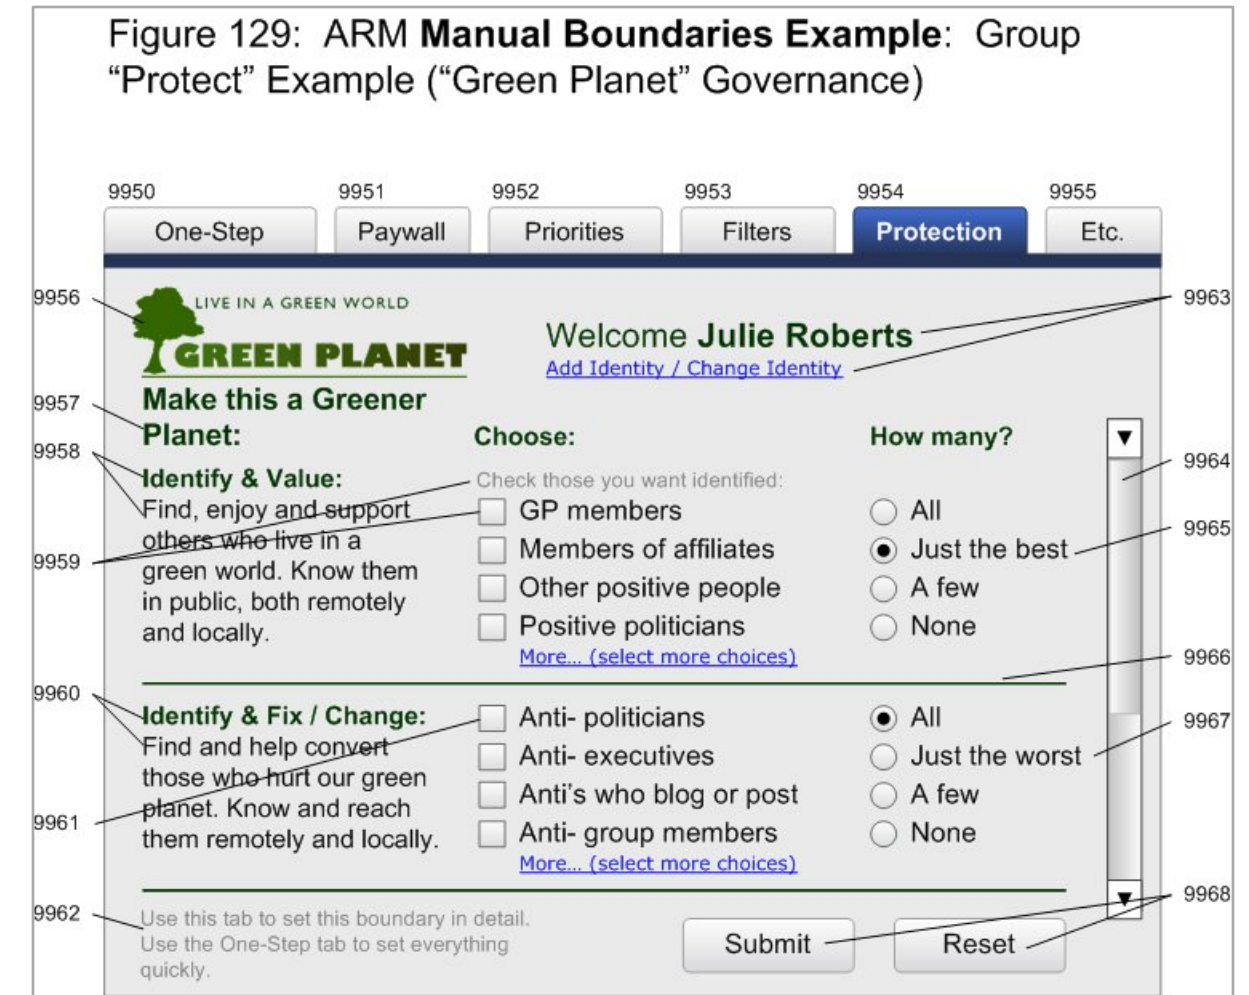 Figure 129: ARM Manual Boundaries Example: Group
“Protect” Example (“Green Planet” Governance)
9950 9951 9952 9953 9954 9955
One-Step Paywall Priorities Filters Protection Etc.
9956
LIVE IN A GREEN WORLD
GREEN PLANET
Welcome Julie Roberts
Add Identity / Change Identity
9963
9957
Make this a Greener
Planet:
Choose:
How many?
9958
Identify & Value:
Find, enjoy and support
others who live in a
green world. Know them
in public, both remotely
and locally.
9959
Check those you want identified:
GP members
Members of affiliates
Other positive people
Positive politicians
More... (select more choices)
All
Just the best
A few
None
9964
9965
9966
9960
Identify & Fix / Change:
Find and help convert
those who hurt our green
planet. Know and reach
them remotely and locally.
9961
Anti- politicians
Anti- executives
Anti's who blog or post
Anti- group members
More... (select more choices)
All
Just the worst
A few
None
9967
9962
Use this tab to set this boundary in detail.
Use the One-Step tab to set everything
quickly.
Submit Reset
9968